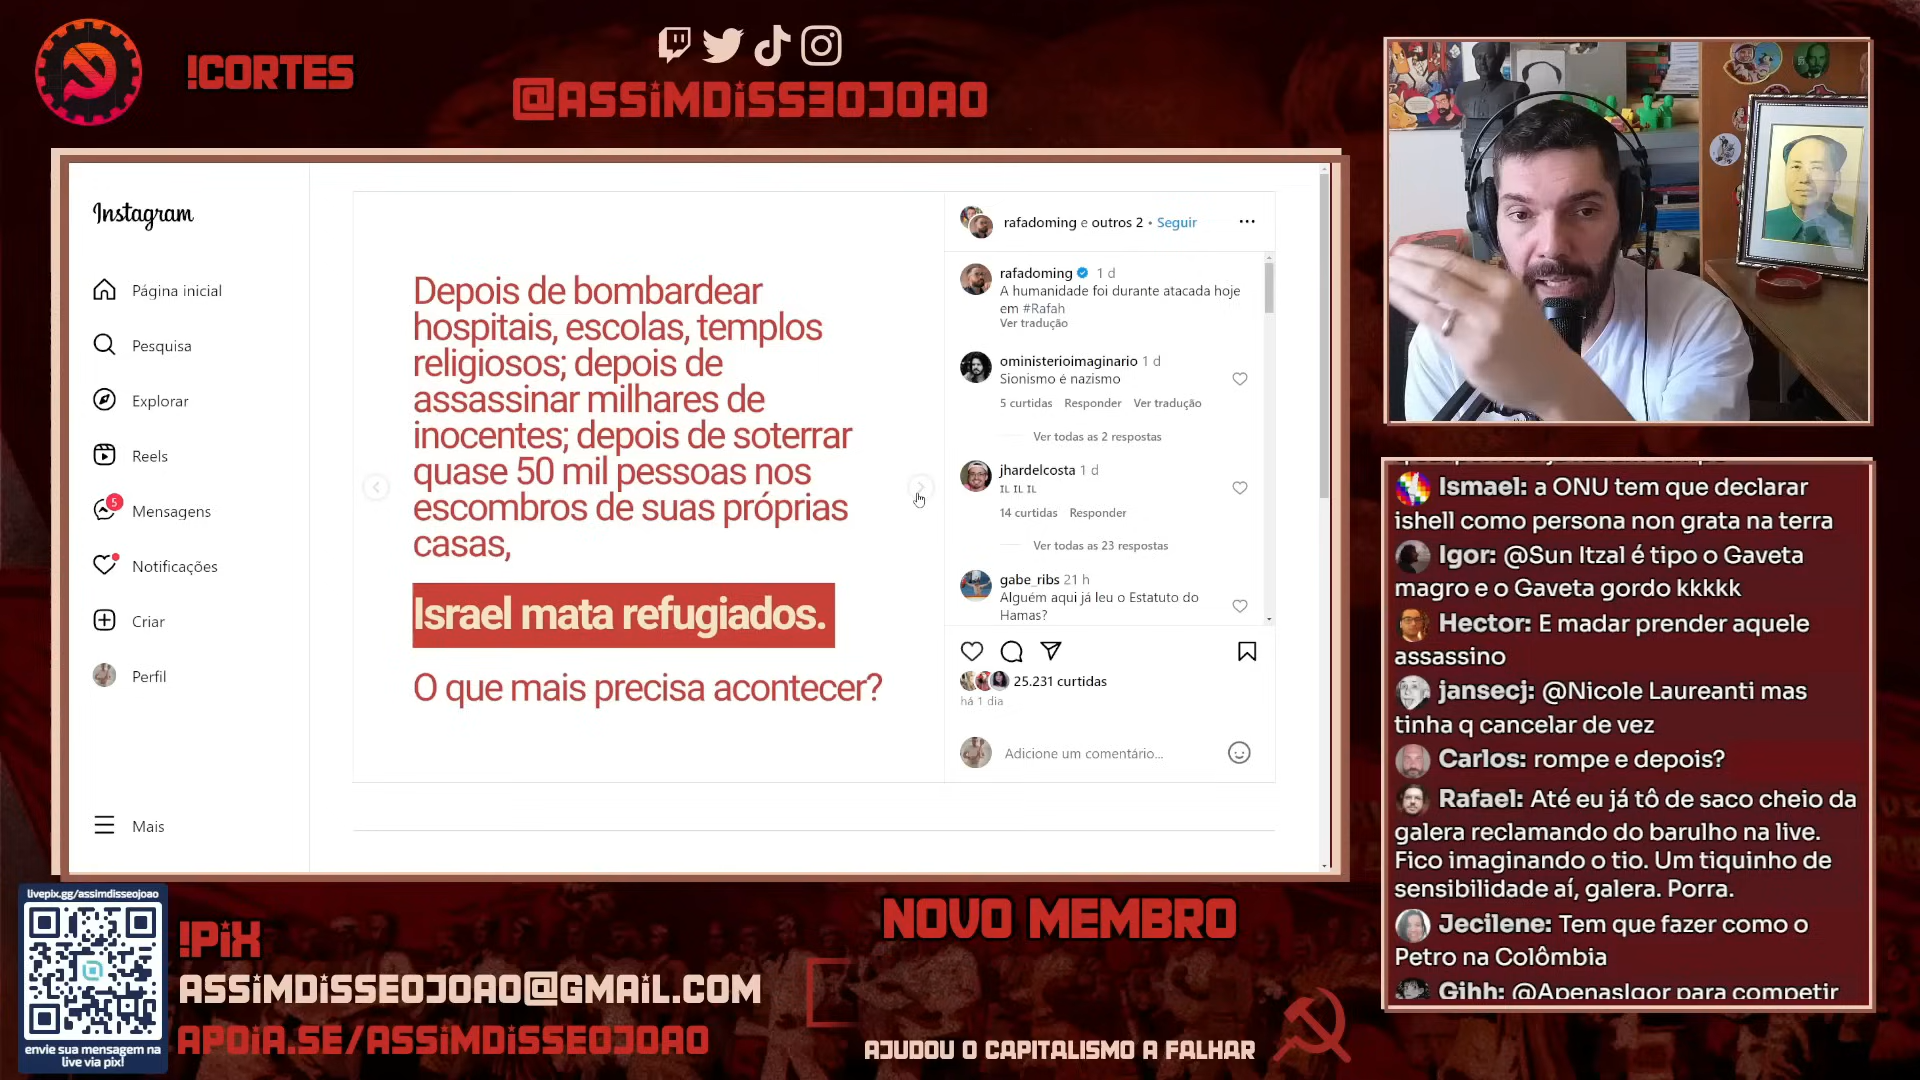 !CORTES
@ASSIMDISSEOJOAO
Instagram
Página inicial
Pesquisa
Explorar
Reels
5
Mensagens
Notificações
Criar
Perfil
Mais
Depois de bombardear
hospitais, escolas, templos
religiosos; depois de
assassinar milhares de
inocentes; depois de soterrar
quase 50 mil pessoas nos
escombros de suas próprias
casas,
Israel mata refugiados.
O que mais precisa acontecer?
rafadoming e outros 2 • Seguir
rafadoming 1 d
A humanidade foi durante atacada hoje
em #Rafah
Ver tradução
oministerioimaginario 1 d
Sionismo é nazismo
5 curtidas Responder Ver tradução
Ver todas as 2 respostas
jhardelcosta 1 d
IL IL IL
14 curtidas Responder
Ver todas as 23 respostas
gabe_ribs 21 h
Alguém aqui já leu o Estatuto do
Hamas?
25.231 curtidas
há 1 dia
Adicione um comentário...
Ismael: a ONU tem que declarar
ishell como persona non grata na terra
Igor: @Sun Itzal é tipo o Gaveta
magro e o Gaveta gordo kkkkk
Hector: E madar prender aquele
assassino
jansecj: @Nicole Laureanti mas
tinha q cancelar de vez
Carlos: rompe e depois?
Rafael: Até eu já tô de saco cheio da
galera reclamando do barulho na live.
Fico imaginando o tio. Um tiquinho de
sensibilidade aí, galera. Porra.
Jecilene: Tem que fazer como o
Petro na Colômbia
Gihh: @ApenasIgor para competir
livepix.gg/assimdisseojoao
envie sua mensagem na
live via pix!
!PIX
ASSIMDISSEOJOAO@GMAIL.COM
APOIA.SE/ASSIMDISSEOJOAO
NOVO MEMBRO
AJUDOU O CAPITALISMO A FALHAR